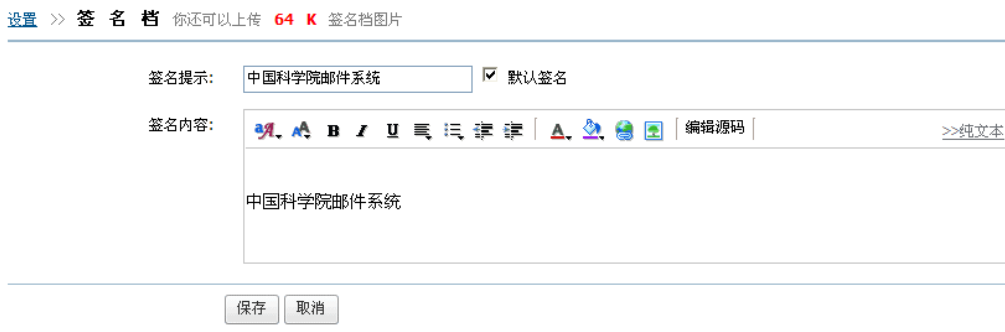 设置 >> 签 名 档 你还可以上传 64 K 签名档图片
签名提示: 中国科学院邮件系统 默认签名
签名内容: 编辑源码 >>纯文本
中国科学院邮件系统
保存 取消